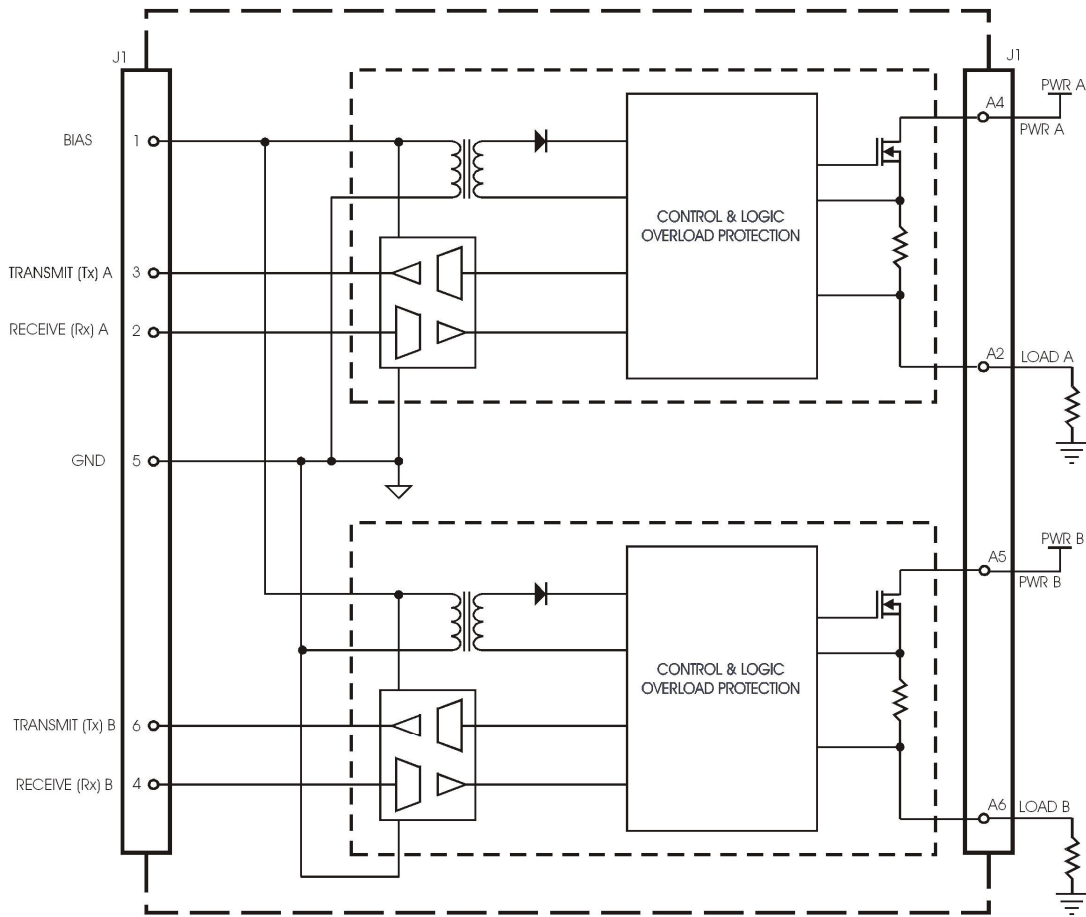 J1
J1
PWR A
A4
PWR A
BIAS 1
CONTROL & LOGIC
OVERLOAD PROTECTION
TRANSMIT (Tx) A 3
RECEIVE (Rx) A 2
A2 LOAD A
GND 5
PWR B
A5
PWR B
CONTROL & LOGIC
OVERLOAD PROTECTION
TRANSMIT (Tx) B 6
RECEIVE (Rx) B 4
A6 LOAD B